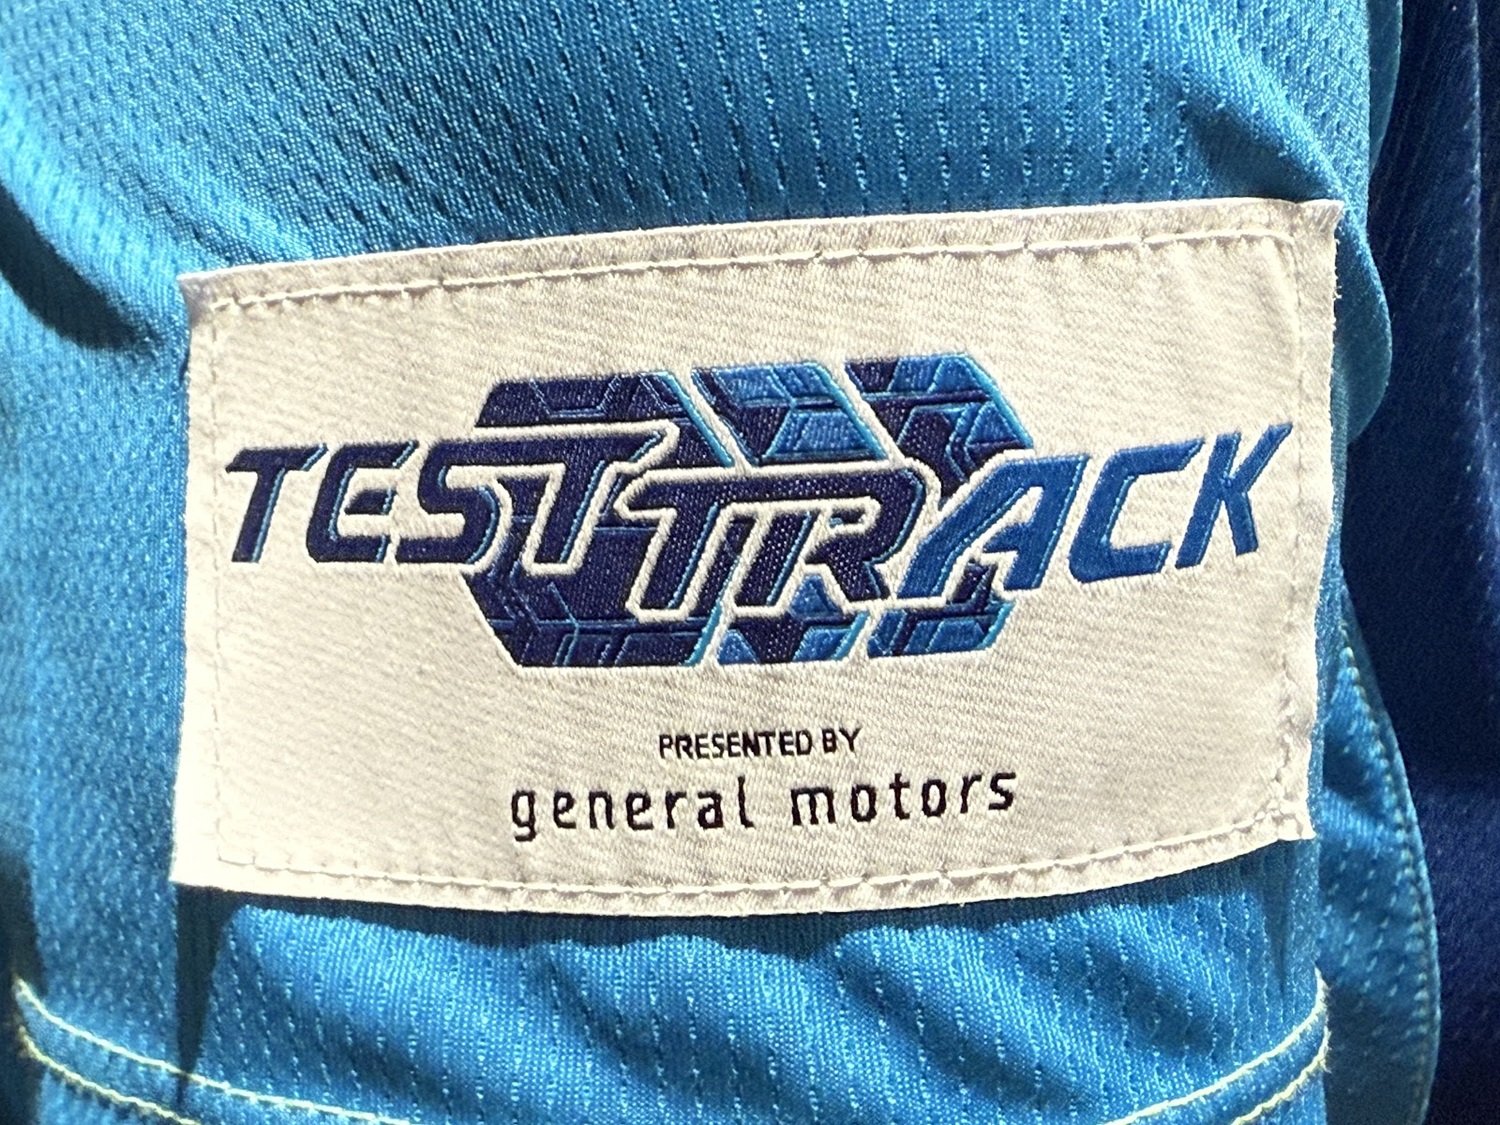 TEST TRACK
PRESENTED BY
general motors